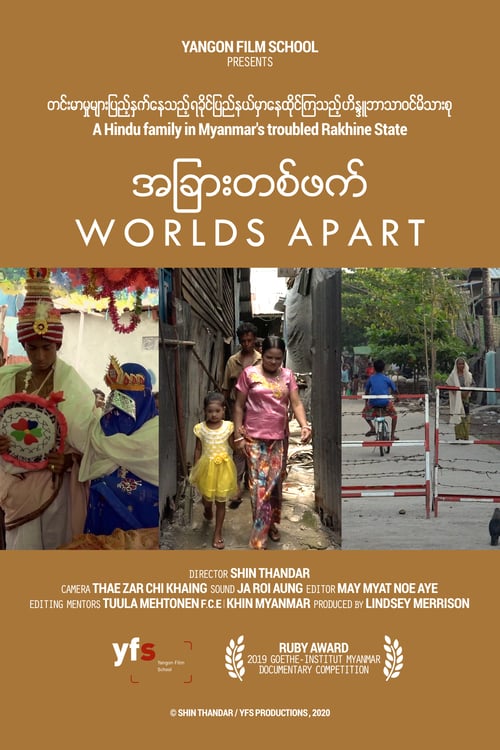 YANGON FILM SCHOOL
PRESENTS
တင်းမာမှုများပြည့်နှက်နေသည့်ရခိုင်ပြည်နယ်မှာနေထိုင်ကြသည့်ဟိန္ဒူဘာသာဝင်မိသားစု
A Hindu family in Myanmar's troubled Rakhine State
အခြားတစ်ဖက်
WORLDS APART
DIRECTOR SHIN THANDAR
CAMERA THAE ZAR CHI KHAING SOUND JA ROI AUNG EDITOR MAY MYAT NOE AYE
EDITING MENTORS TUULA MEHTONEN F.C.E | KHIN MYANMAR PRODUCED BY LINDSEY MERRISON
yfs
Yangon Film
School
RUBY AWARD
2019 GOETHE-INSTITUT MYANMAR
DOCUMENTARY COMPETITION
© SHIN THANDAR / YFS PRODUCTIONS, 2020